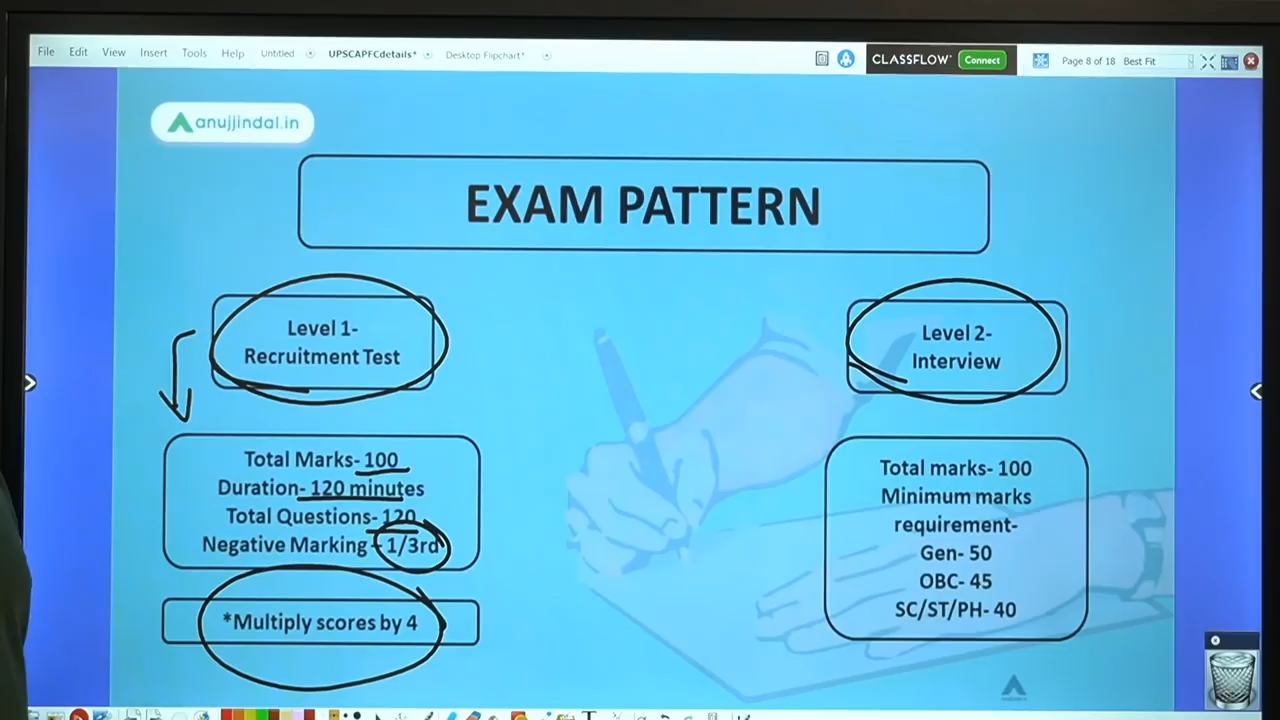 File Edit View Insert Tools Help Untitled UPSCAPFCdetails* Desktop Flipchart* CLASSFLOW Connect Page 8 of 18 Best Fit
anujjindal.in
EXAM PATTERN
Level 1-
Recruitment Test
Total Marks- 100
Duration- 120 minutes
Total Questions- 120
Negative Marking - 1/3rd
*Multiply scores by 4
Level 2-
Interview
Total marks- 100
Minimum marks
requirement-
Gen- 50
OBC- 45
SC/ST/PH- 40